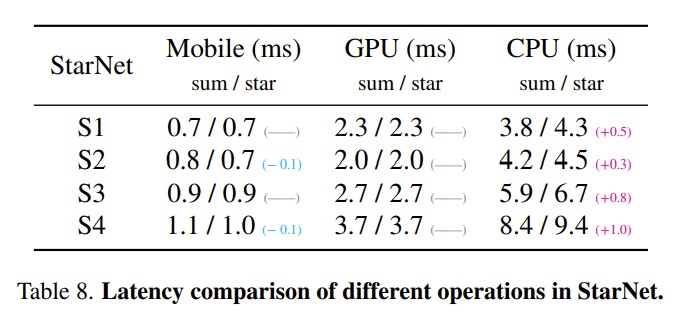 StarNet Mobile (ms) GPU (ms) CPU (ms)
sum / star sum / star sum / star
S1 0.7 / 0.7 (——) 2.3 / 2.3 (——) 3.8 / 4.3 (+0.5)
S2 0.8 / 0.7 (– 0.1) 2.0 / 2.0 (——) 4.2 / 4.5 (+0.3)
S3 0.9 / 0.9 (——) 2.7 / 2.7 (——) 5.9 / 6.7 (+0.8)
S4 1.1 / 1.0 (– 0.1) 3.7 / 3.7 (——) 8.4 / 9.4 (+1.0)
Table 8. Latency comparison of different operations in StarNet.